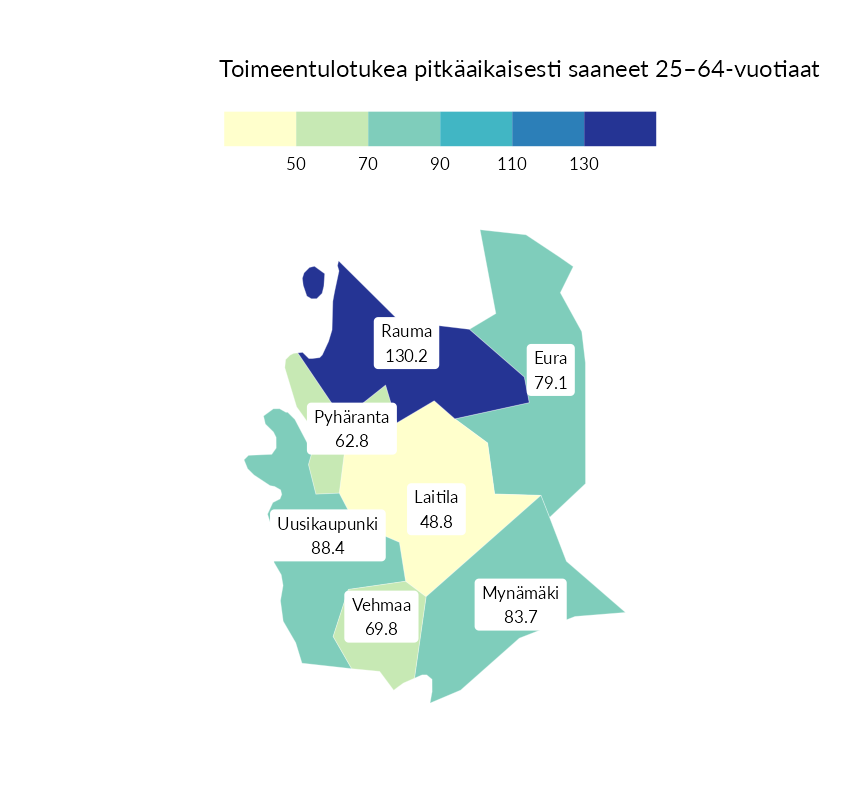 Toimeentulotukea pitkäaikaisesti saaneet 25–64-vuotiaat
50 70 90 110 130
Rauma
130.2
Eura
79.1
Pyhäranta
62.8
Laitila
48.8
Uusikaupunki
88.4
Mynämäki
83.7
Vehmaa
69.8